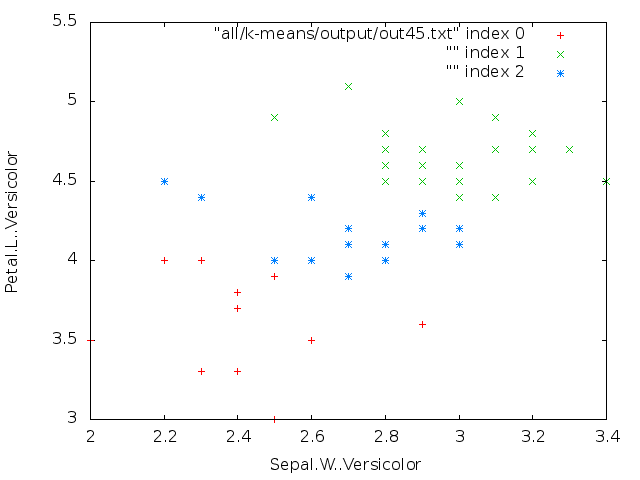 "all/k-means/output/out45.txt" index 0
"" index 1
"" index 2
5.5
5
4.5
4
3.5
3
Petal.L..Versicolor
2
2.2
2.4
2.6
2.8
3
3.2
3.4
Sepal.W..Versicolor